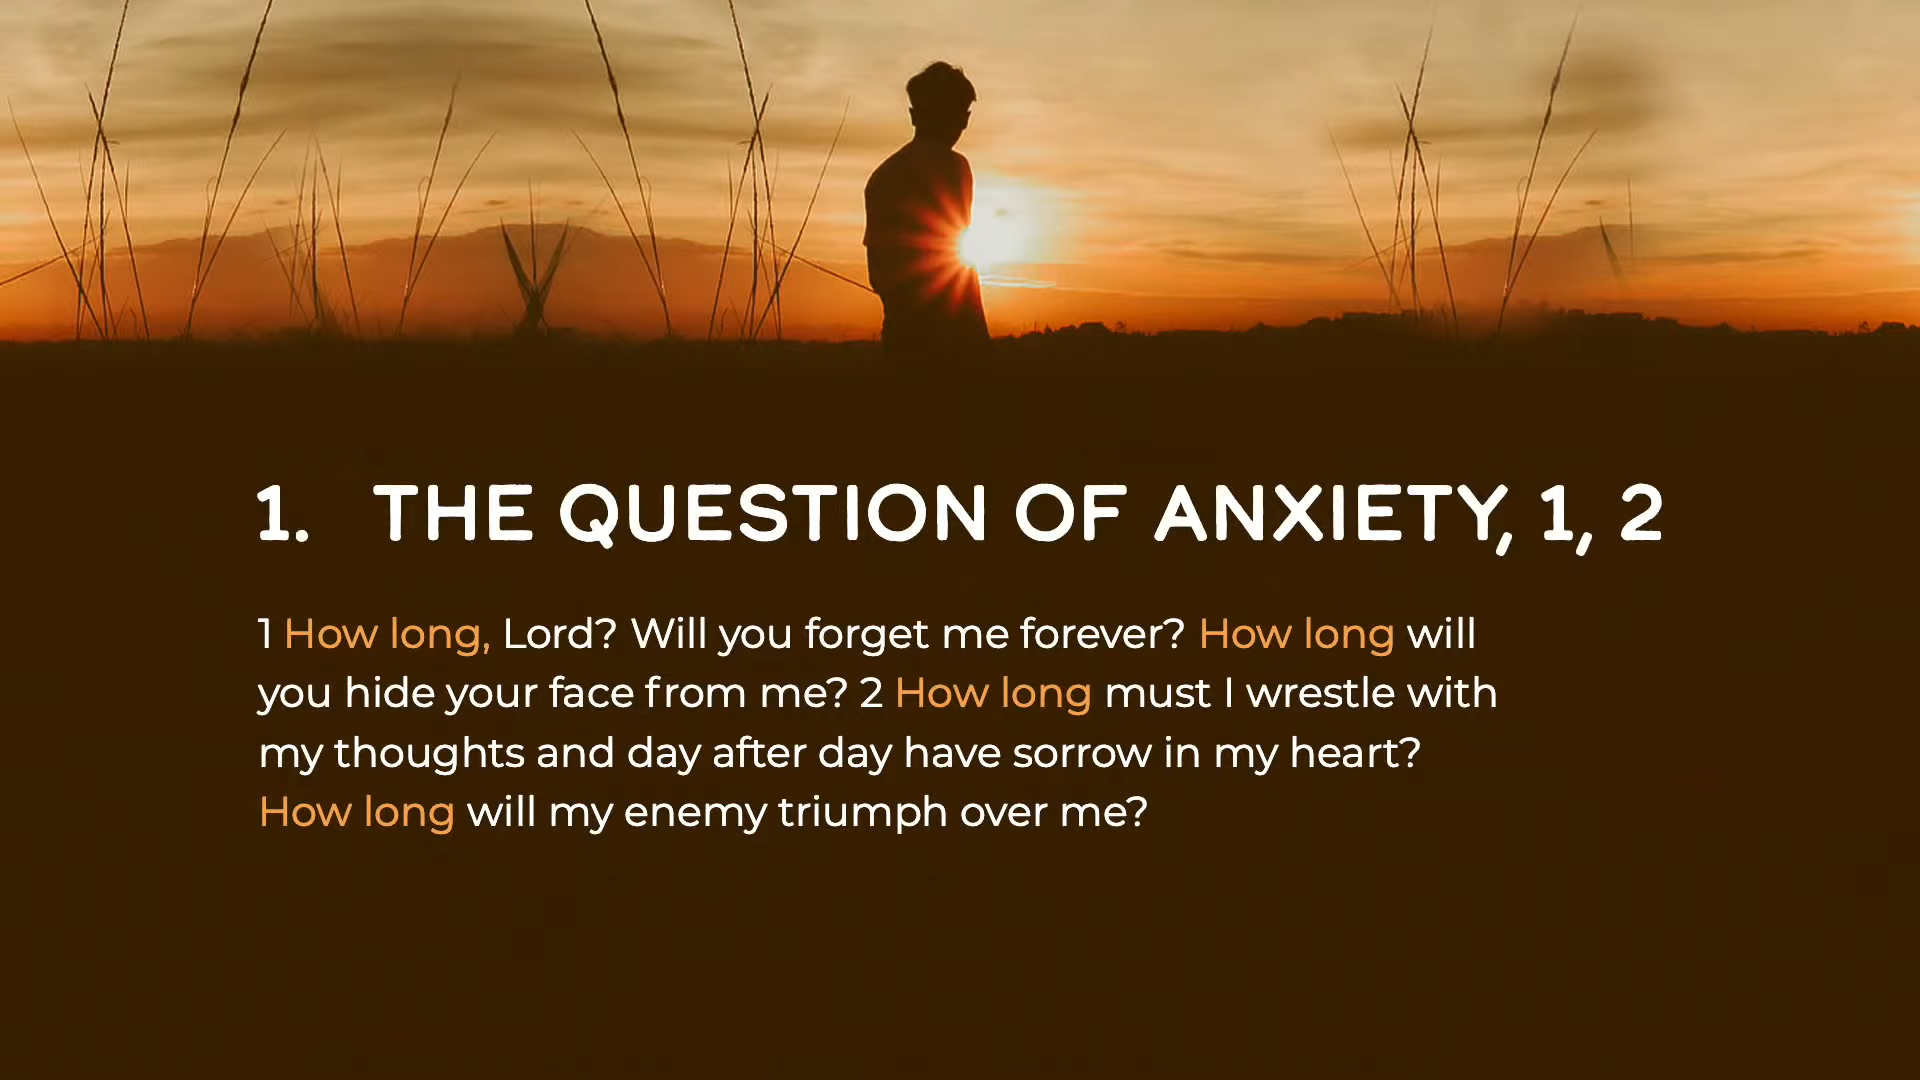 1. THE QUESTION OF ANXIETY, 1, 2
1 How long, Lord? Will you forget me forever? How long will
you hide your face from me? 2 How long must I wrestle with
my thoughts and day after day have sorrow in my heart?
How long will my enemy triumph over me?